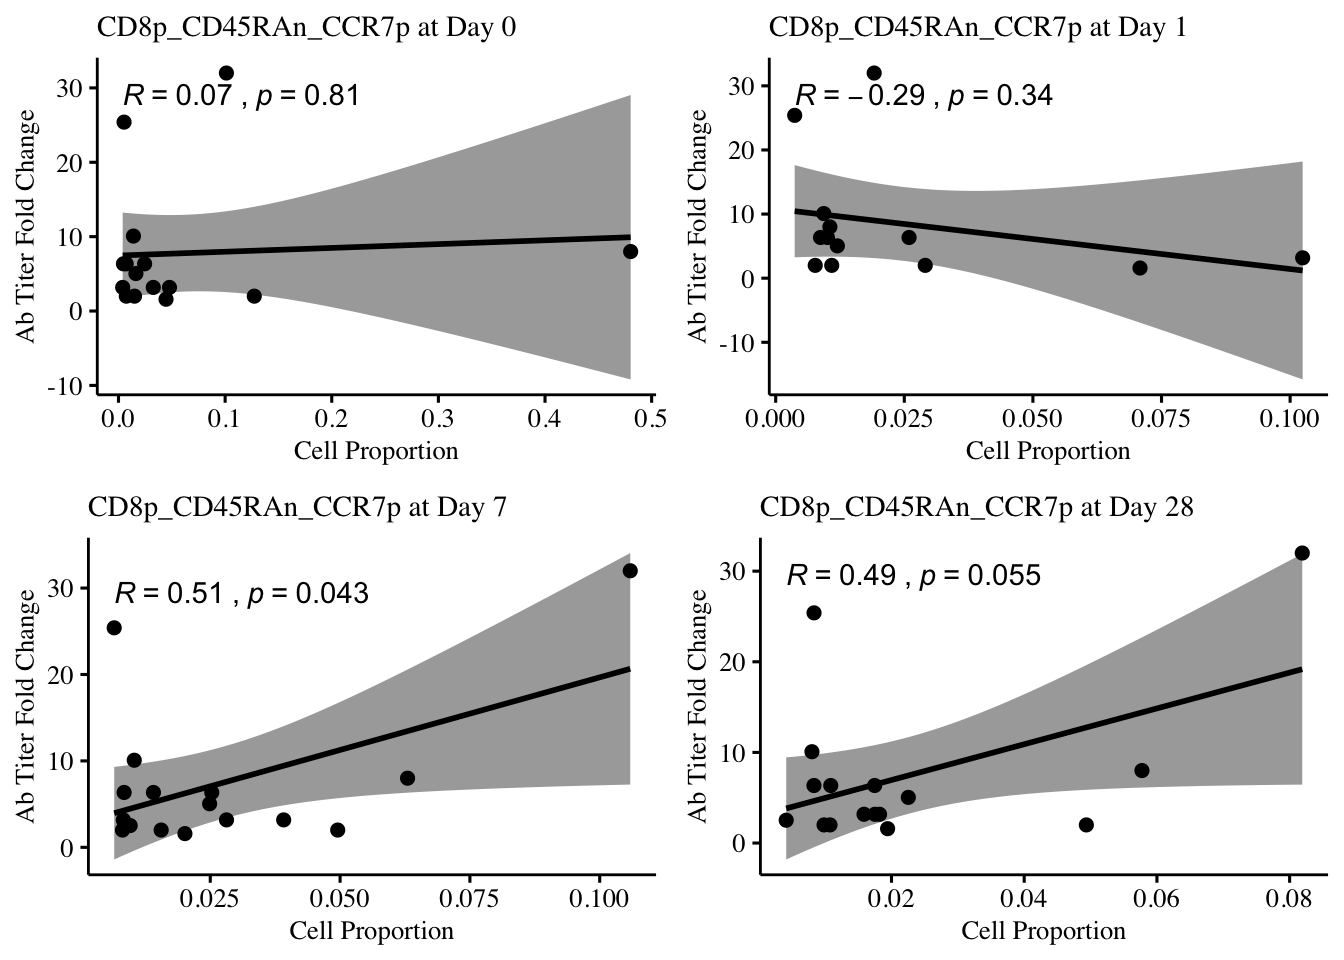 CD8p_CD45RAn_CCR7p at Day 0
R = 0.07 , p = 0.81
Ab Titer Fold Change
30
20
10
0
-10
0.0 0.1 0.2 0.3 0.4 0.5
Cell Proportion
CD8p_CD45RAn_CCR7p at Day 1
R = −0.29 , p = 0.34
Ab Titer Fold Change
30
20
10
0
-10
0.000 0.025 0.050 0.075 0.100
Cell Proportion
CD8p_CD45RAn_CCR7p at Day 7
R = 0.51 , p = 0.043
Ab Titer Fold Change
30
20
10
0
0.025 0.050 0.075 0.100
Cell Proportion
CD8p_CD45RAn_CCR7p at Day 28
R = 0.49 , p = 0.055
Ab Titer Fold Change
30
20
10
0
0.02 0.04 0.06 0.08
Cell Proportion